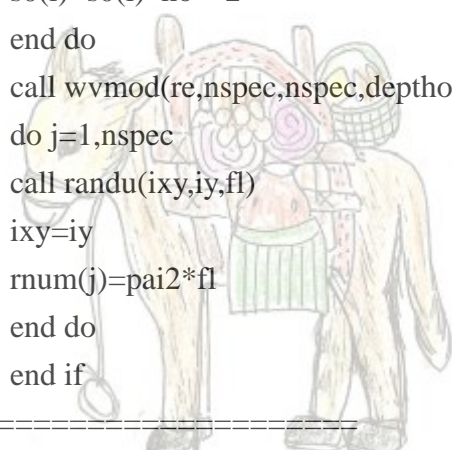 end do
call wvmod(re,nspec,nspec,deptho
do j=1,nspec
call randu(ixy,iy,fl)
ixy=iy
rnum(j)=pai2*fl
end do
end if
====================